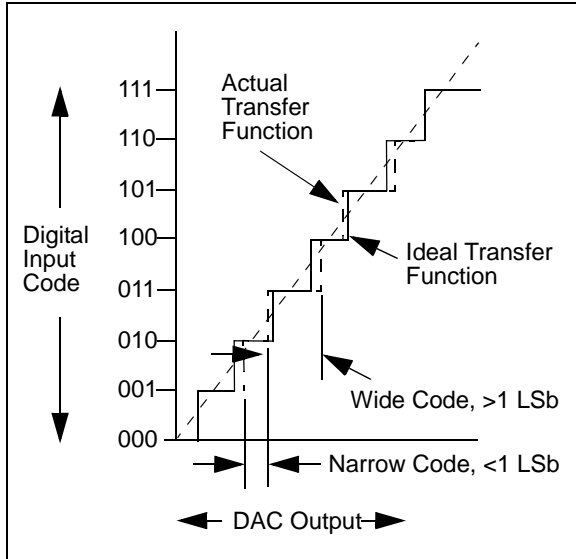 111
110
101
100
011
010
001
000
Digital
Input
Code
Actual
Transfer
Function
Ideal Transfer
Function
Wide Code, >1 LSb
Narrow Code, <1 LSb
DAC Output